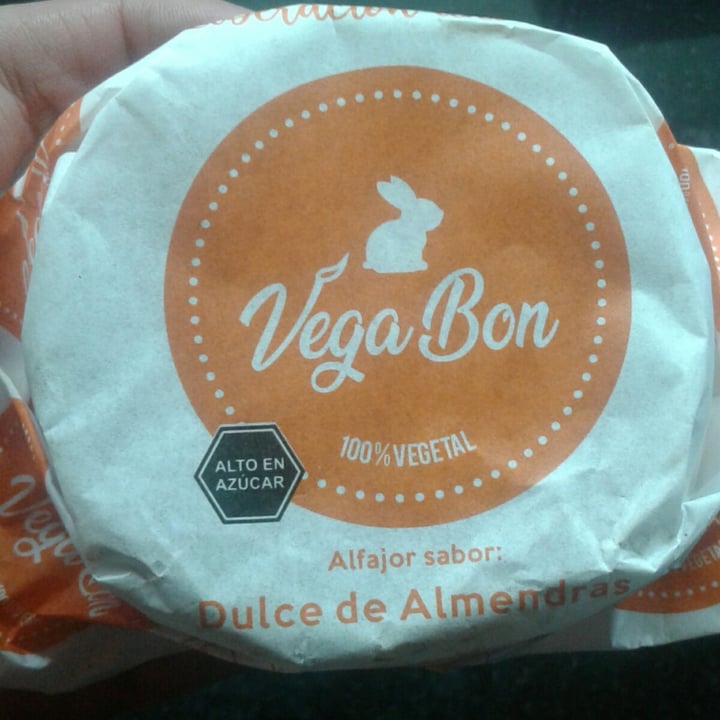 Vega Bon
100% VEGETAL
ALTO EN
AZÚCAR
Alfajor sabor:
Dulce de Almendras